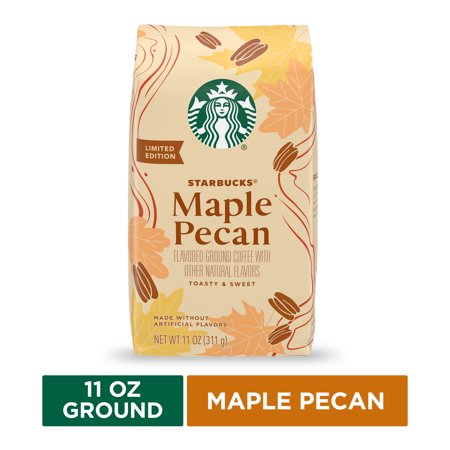 LIMITED
EDITION
STARBUCKS®
Maple
Pecan
FLAVORED GROUND COFFEE WITH
OTHER NATURAL FLAVORS
TOASTY & SWEET
MADE WITHOUT
ARTIFICIAL FLAVORS
NET WT 11 OZ (311 g)
11 OZ
GROUND
MAPLE PECAN